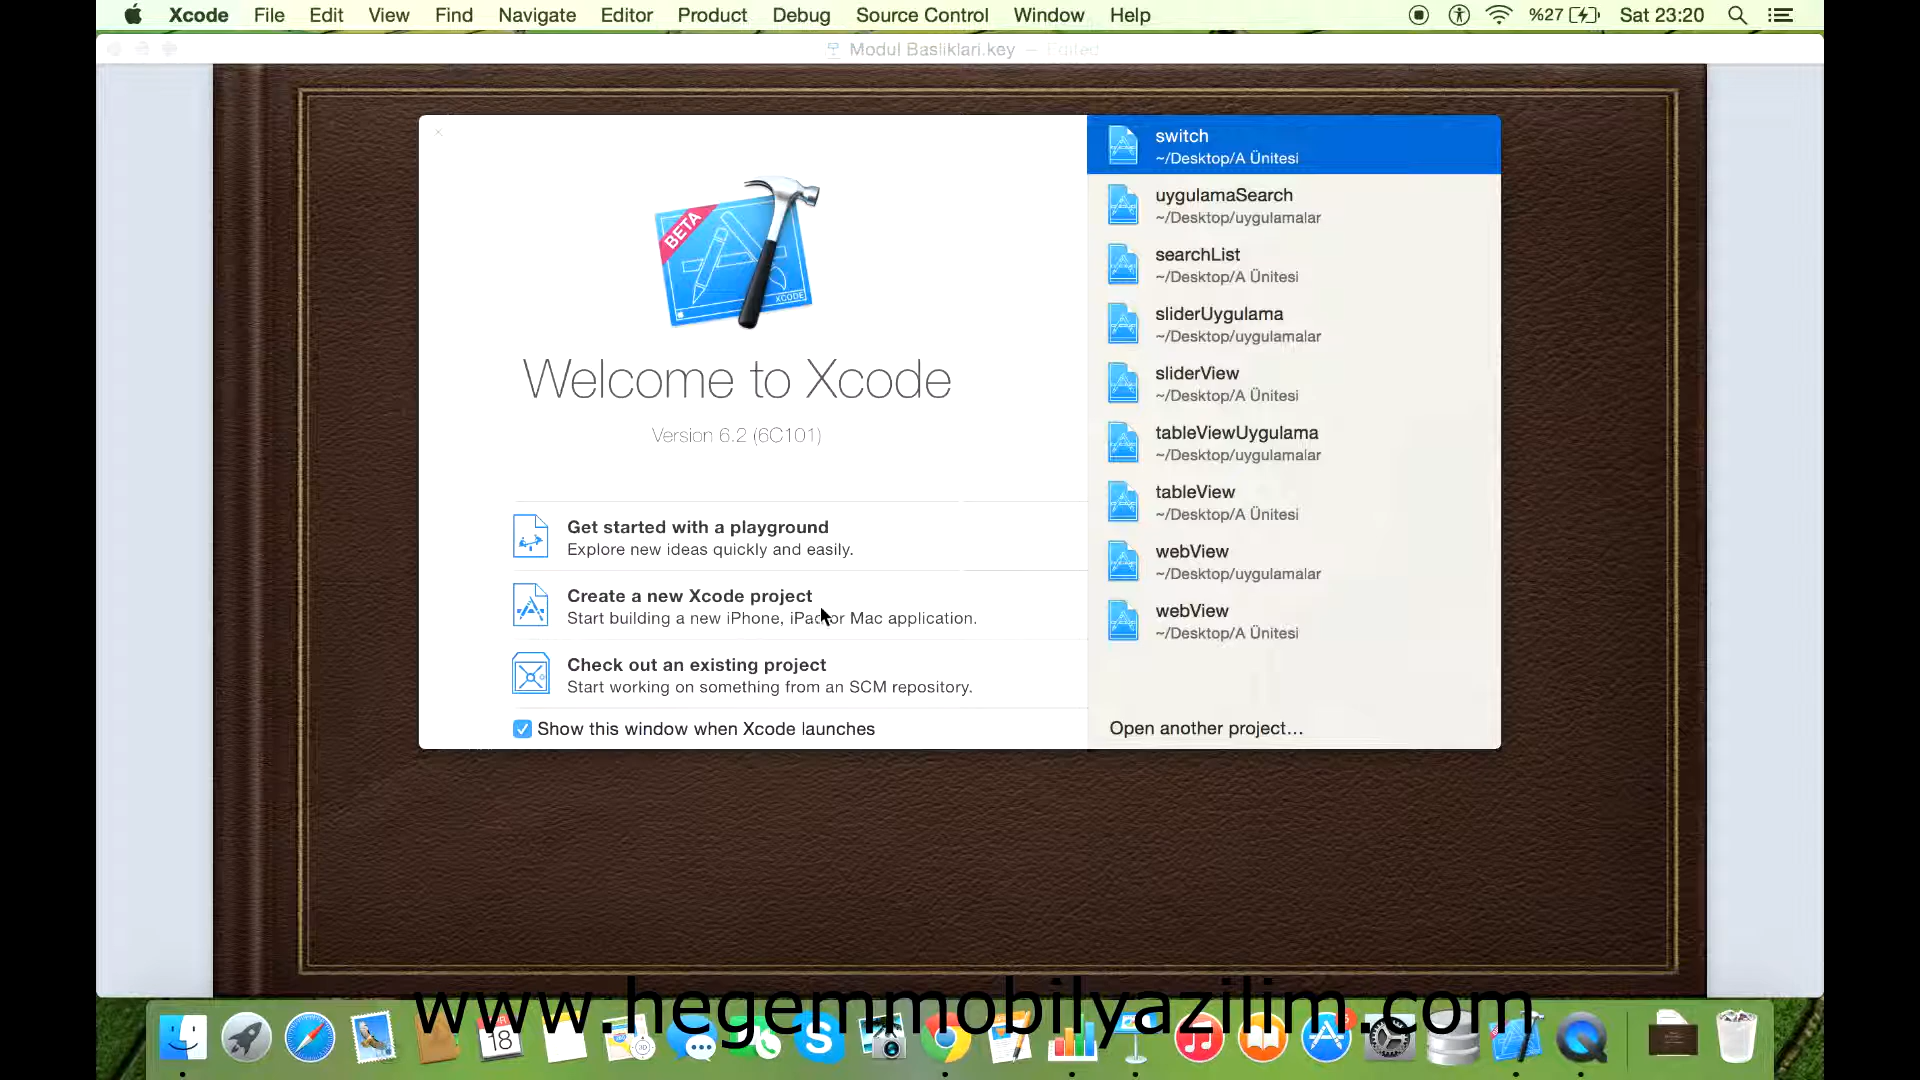 Xcode File Edit View Find Navigate Editor Product Debug Source Control Window Help %27 Sat 23:20
Modul Basliklari.key — Edited
BETA
XCODE
Welcome to Xcode
Version 6.2 (6C101)
Get started with a playground
Explore new ideas quickly and easily.
Create a new Xcode project
Start building a new iPhone, iPad or Mac application.
Check out an existing project
Start working on something from an SCM repository.
Show this window when Xcode launches
switch
~/Desktop/A Ünitesi
uygulamaSearch
~/Desktop/uygulamalar
searchList
~/Desktop/A Ünitesi
sliderUygulama
~/Desktop/uygulamalar
sliderView
~/Desktop/A Ünitesi
tableViewUygulama
~/Desktop/uygulamalar
tableView
~/Desktop/A Ünitesi
webView
~/Desktop/uygulamalar
webView
~/Desktop/A Ünitesi
Open another project...
www.hegemmobilyazilim.com
18
3D